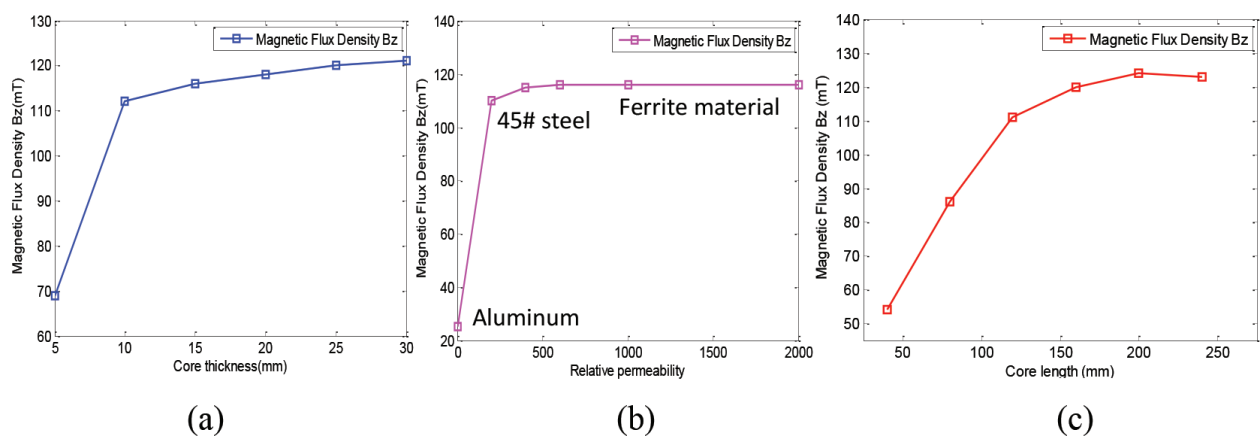 130
120
110
100
90
80
70
60
5
10
15
20
25
30
Magnetic Flux Density Bz(mT)
Core thickness(mm)
Magnetic Flux Density Bz
(a)
140
120
100
80
60
40
20
0
500
1000
1500
2000
Magnetic Flux Density Bz(mT)
Relative permeability
Magnetic Flux Density Bz
45# steel
Ferrite material
Aluminum
(b)
140
130
120
110
100
90
80
70
60
50
50
100
150
200
250
Magnetic Flux Density Bz (mT)
Core length (mm)
Magnetic Flux Density Bz
(c)